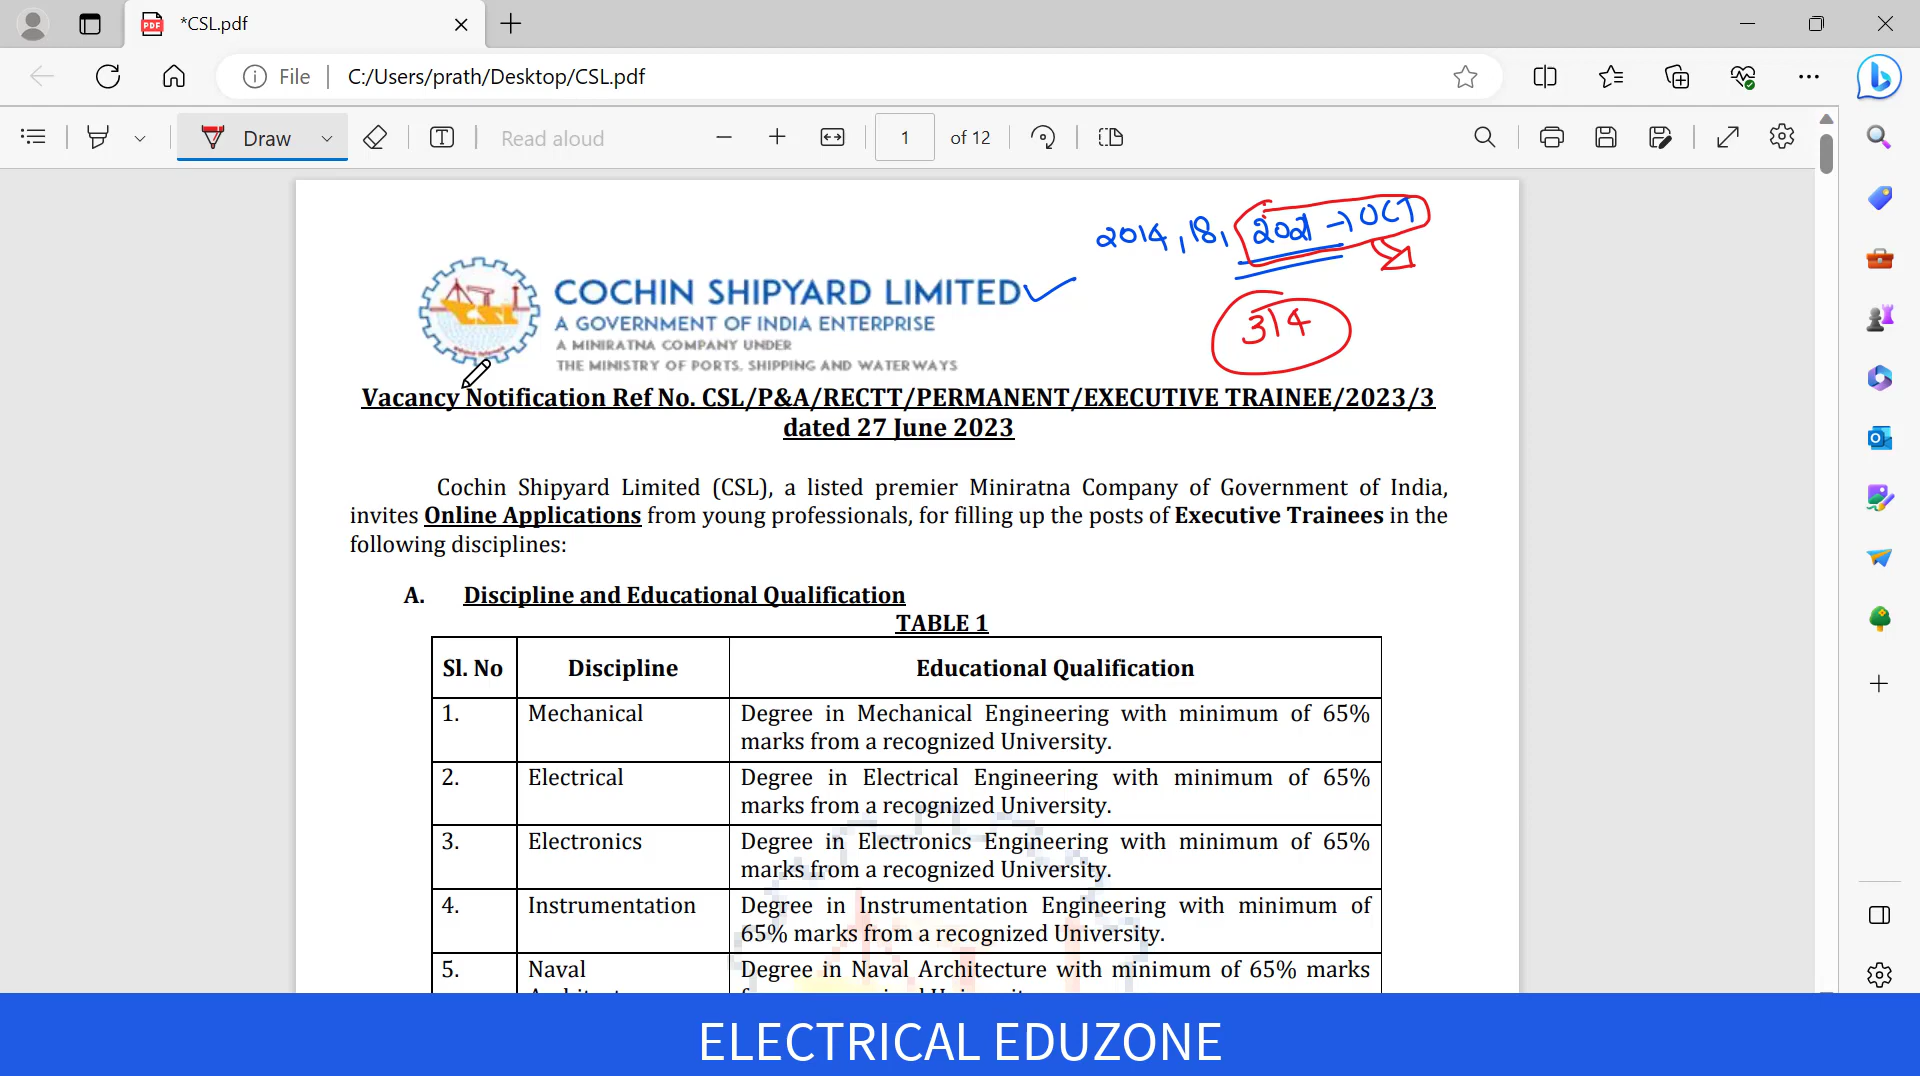 *CSL.pdf
File C:/Users/prath/Desktop/CSL.pdf
Draw Read aloud 1 of 12
2014, 18, 2021 → OCT
COCHIN SHIPYARD LIMITED
A GOVERNMENT OF INDIA ENTERPRISE
A MINIRATNA COMPANY UNDER
THE MINISTRY OF PORTS, SHIPPING AND WATERWAYS
314
Vacancy Notification Ref No. CSL/P&A/RECTT/PERMANENT/EXECUTIVE TRAINEE/2023/3
dated 27 June 2023
Cochin Shipyard Limited (CSL), a listed premier Miniratna Company of Government of India,
invites Online Applications from young professionals, for filling up the posts of Executive Trainees in the
following disciplines:
A. Discipline and Educational Qualification
TABLE 1
Sl. No Discipline Educational Qualification
1. Mechanical Degree in Mechanical Engineering with minimum of 65%
marks from a recognized University.
2. Electrical Degree in Electrical Engineering with minimum of 65%
marks from a recognized University.
3. Electronics Degree in Electronics Engineering with minimum of 65%
marks from a recognized University.
4. Instrumentation Degree in Instrumentation Engineering with minimum of
65% marks from a recognized University.
5. Naval Degree in Naval Architecture with minimum of 65% marks
ELECTRICAL EDUZONE